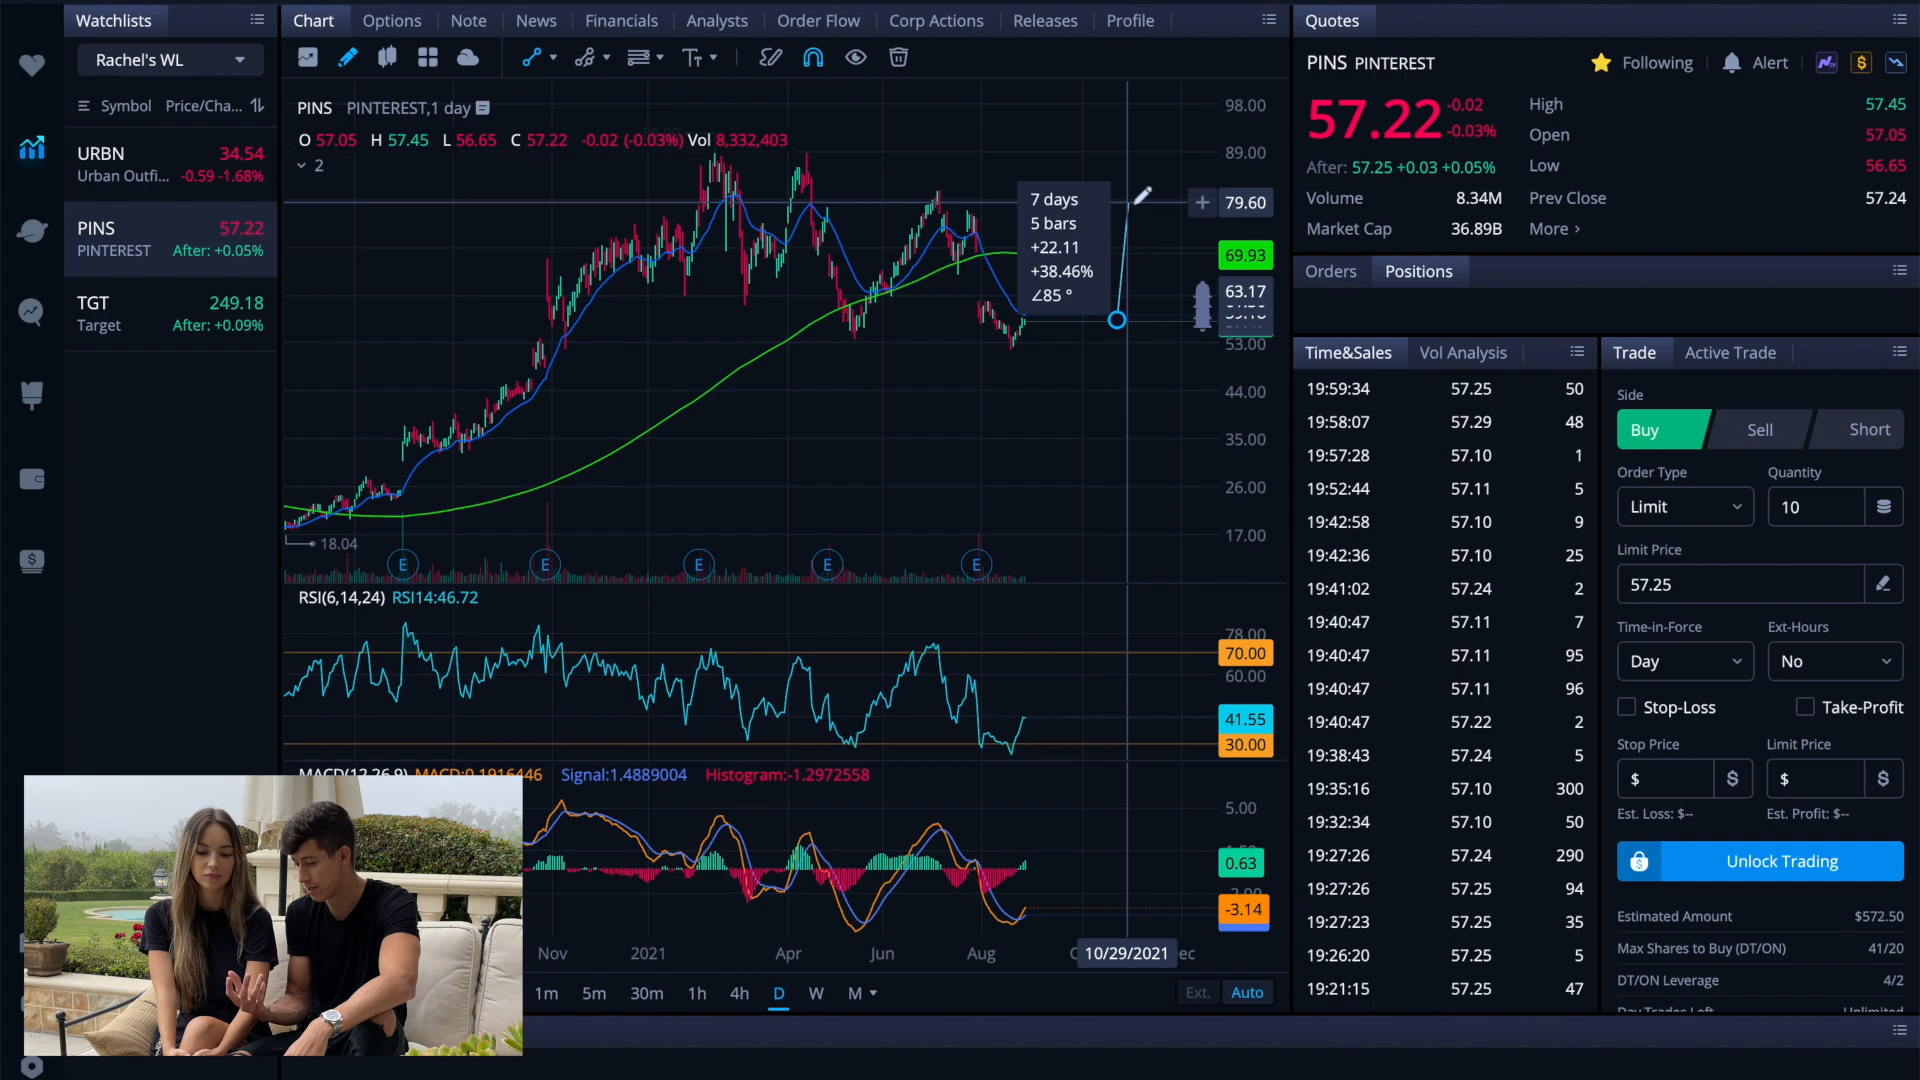 Watchlists
Rachel's WL
Symbol Price/Cha...
URBN 34.54
Urban Outfi... -0.59 -1.68%
PINS 57.22
PINTEREST After: +0.05%
TGT 249.18
Target After: +0.09%
Chart Options Note News Financials Analysts Order Flow Corp Actions Releases Profile
PINS PINTEREST,1 day
O 57.05 H 57.45 L 56.65 C 57.22 -0.02 (-0.03%) Vol 8,332,403
2
7 days
5 bars
+22.11
+38.46%
∠85 °
98.00
89.00
79.60
69.93
63.17
53.00
44.00
35.00
26.00
17.00
18.04
E E E E E
RSI(6,14,24) RSI14:46.72
78.00
70.00
60.00
41.55
30.00
MACD(12,26,9) MACD:0.1916446 Signal:1.4889004 Histogram:-1.2972558
5.00
0.63
-3.14
Nov 2021 Apr Jun Aug 10/29/2021 ec
1m 5m 30m 1h 4h D W M Ext. Auto
Quotes
PINS PINTEREST Following Alert
57.22 -0.02 -0.03%
After: 57.25 +0.03 +0.05%
High 57.45
Open 57.05
Low 56.65
Volume 8.34M Prev Close 57.24
Market Cap 36.89B More ›
Orders Positions
Time&Sales Vol Analysis
19:59:34 57.25 50
19:58:07 57.29 48
19:57:28 57.10 1
19:52:44 57.11 5
19:42:58 57.10 9
19:42:36 57.10 25
19:41:02 57.24 2
19:40:47 57.11 7
19:40:47 57.11 95
19:40:47 57.11 96
19:40:47 57.22 2
19:38:43 57.24 5
19:35:16 57.10 300
19:32:34 57.10 50
19:27:26 57.24 290
19:27:26 57.25 94
19:27:23 57.25 35
19:26:20 57.25 5
19:21:15 57.25 47
Trade Active Trade
Side
Buy Sell Short
Order Type Quantity
Limit 10
Limit Price
57.25
Time-in-Force Ext-Hours
Day No
Stop-Loss Take-Profit
Stop Price Limit Price
$ $ $ $
Est. Loss: $-- Est. Profit: $--
Unlock Trading
Estimated Amount $572.50
Max Shares to Buy (DT/ON) 41/20
DT/ON Leverage 4/2
Day Trades Left Unlimited